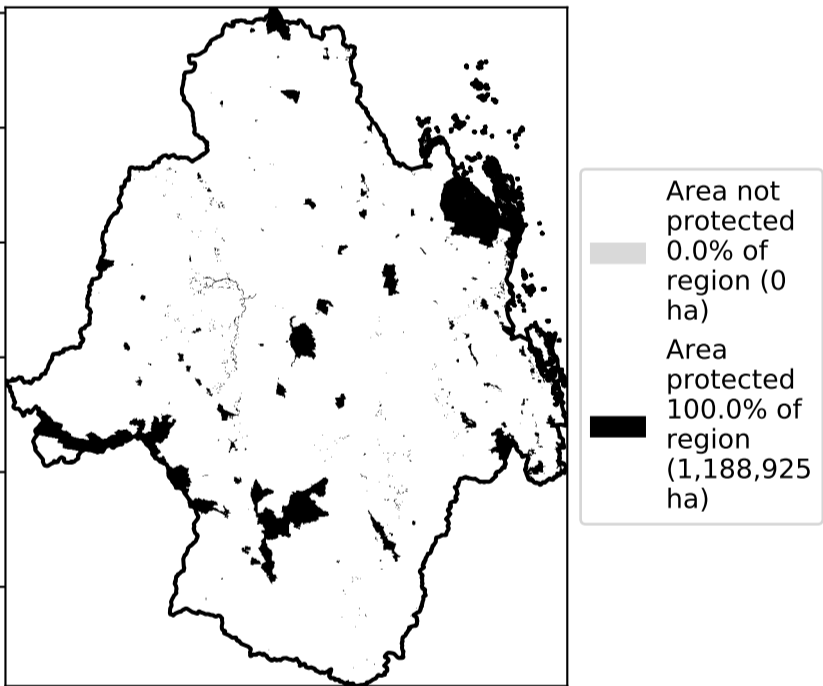 Area not
protected
0.0% of
region (0
ha)
Area
protected
100.0% of
region
(1,188,925
ha)